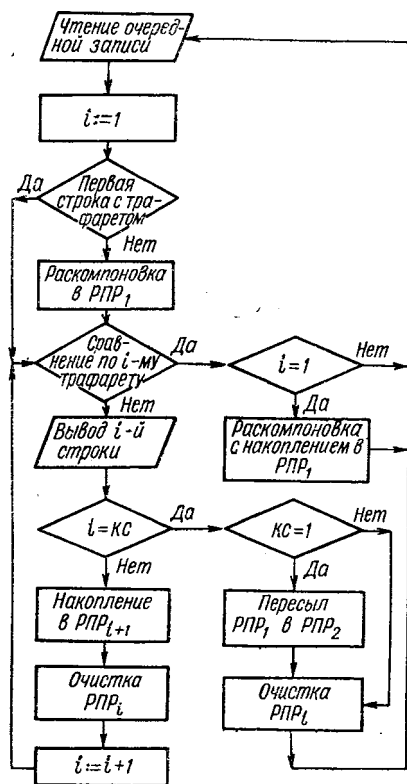 Чтение очеред-
ной записи
i:=1
Да
Первая
строка с тра-
фаретом
Нет
Раскомпоновка
в РПР₁
Срав-
нение по i-му
трафарету
Да
i=1
Нет
Нет
Да
Вывод i-й
строки
Раскомпоновка
с накоплением в
РПР₁
i=КС
Да
КС=1
Нет
Нет
Да
Накопление
в РПРᵢ₊₁
Пересыл
РПР₁ в РПР₂
Очистка
РПРᵢ
Очистка
РПРᵢ
i:=i+1